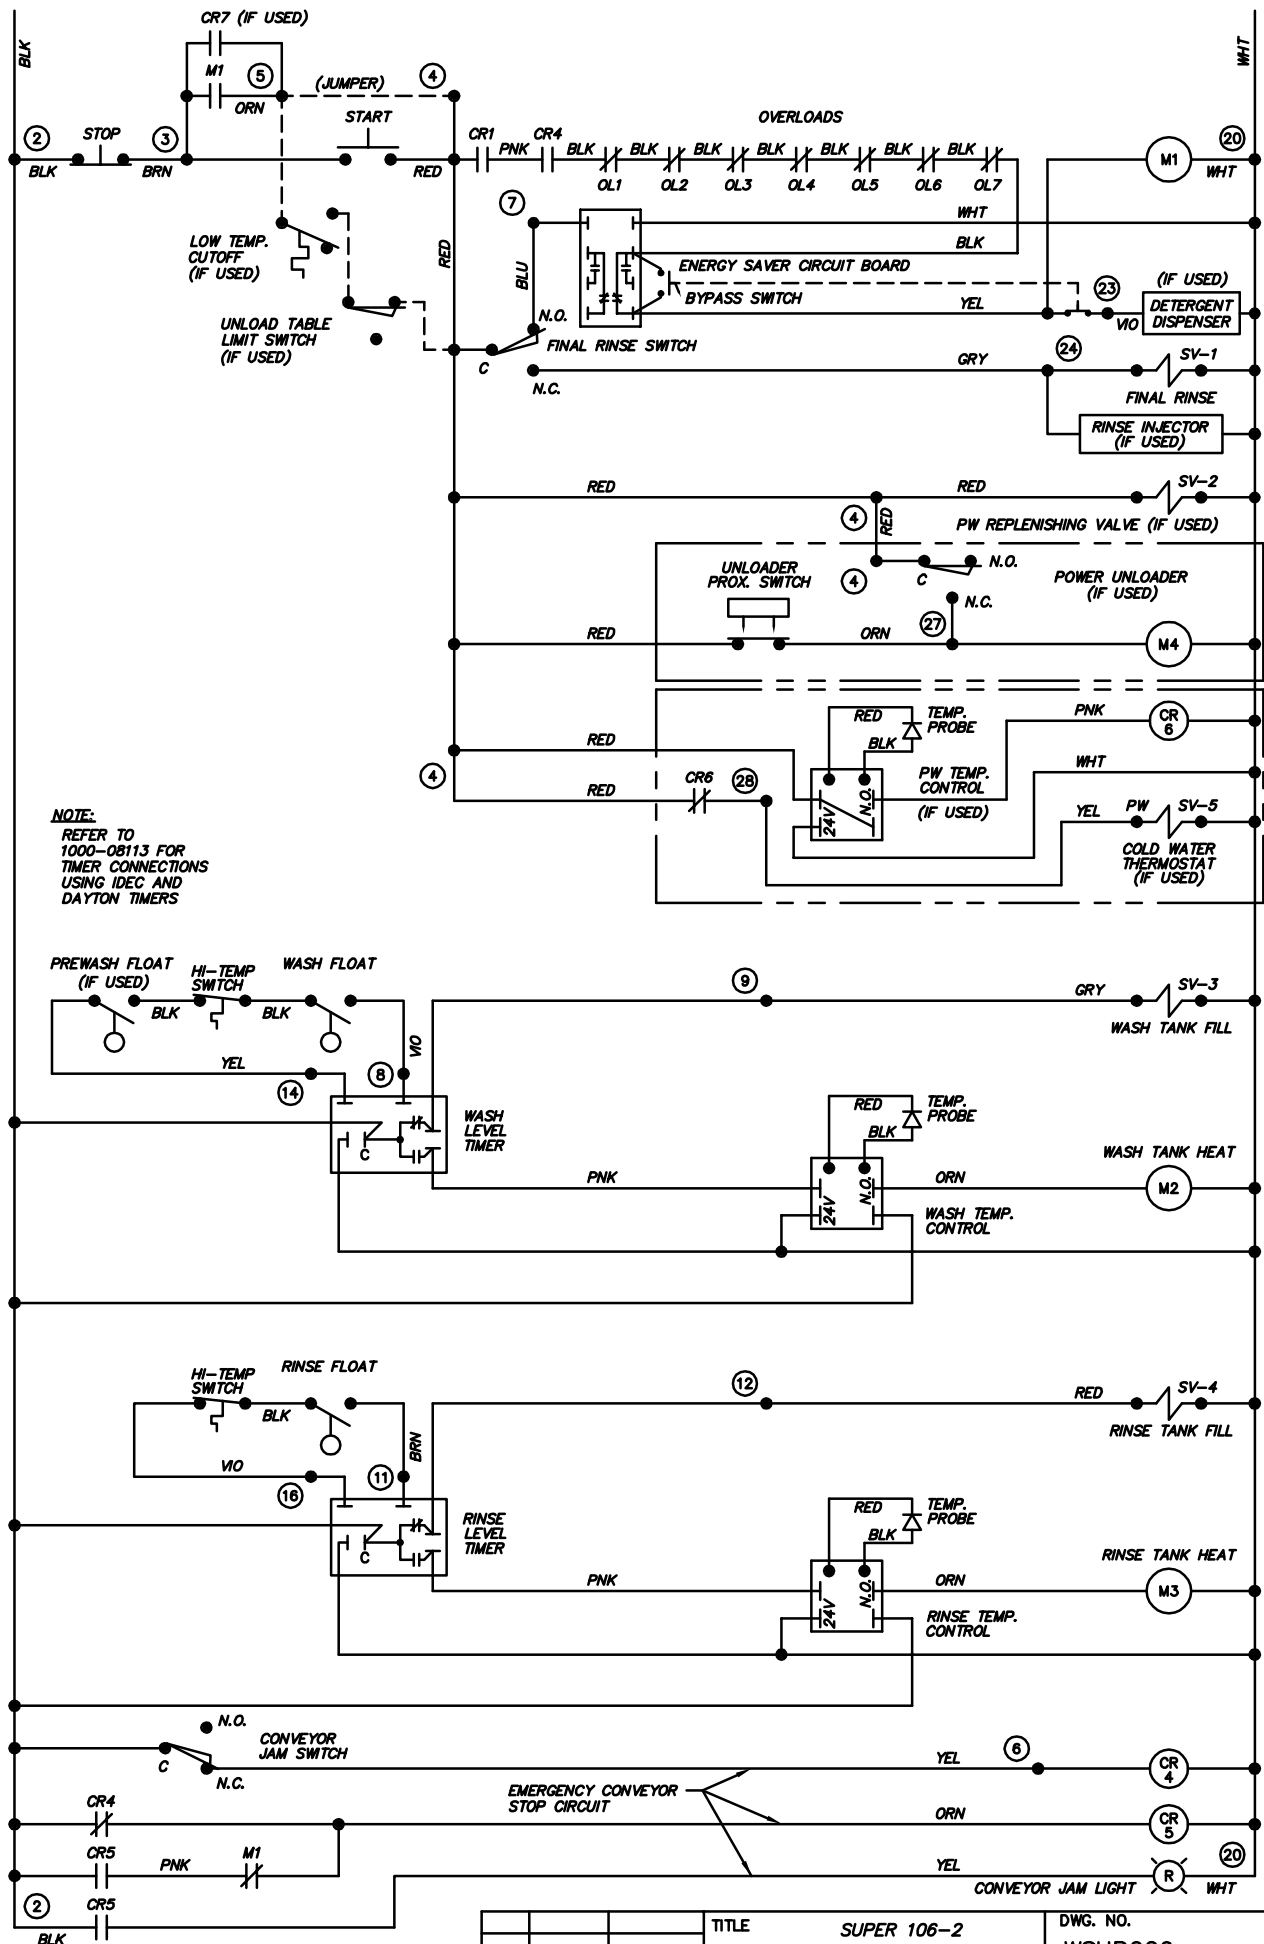 CR7 (IF USED)
BLK
WHT
M1
5
(JUMPER)
4
ORN
2
STOP
3
START
OVERLOADS
20
BLK
BRN
RED
CR1
PNK
CR4
BLK
BLK
BLK
BLK
BLK
BLK
BLK
M1
WHT
OL1
OL2
OL3
OL4
OL5
OL6
OL7
7
WHT
LOW TEMP.
CUTOFF
(IF USED)
RED
BLU
BLK
ENERGY SAVER CIRCUIT BOARD
BYPASS SWITCH
YEL
23
(IF USED)
DETERGENT
DISPENSER
VIO
UNLOAD TABLE
LIMIT SWITCH
(IF USED)
N.O.
FINAL RINSE SWITCH
C
N.C.
GRY
24
SV-1
FINAL RINSE
RINSE INJECTOR
(IF USED)
RED
RED
SV-2
4
RED
PW REPLENISHING VALVE (IF USED)
UNLOADER
PROX. SWITCH
4
C
N.O.
N.C.
POWER UNLOADER
(IF USED)
RED
ORN
27
M4
RED
TEMP.
PROBE
BLK
PNK
CR
6
RED
4
WHT
CR6
28
RED
24V
N.O.
PW TEMP.
CONTROL
(IF USED)
YEL
PW
SV-5
COLD WATER
THERMOSTAT
(IF USED)
NOTE:
REFER TO
1000-08113 FOR
TIMER CONNECTIONS
USING IDEC AND
DAYTON TIMERS
PREWASH FLOAT
(IF USED)
HI-TEMP
SWITCH
WASH FLOAT
BLK
BLK
9
GRY
SV-3
WASH TANK FILL
VIO
YEL
14
8
C
WASH
LEVEL
TIMER
RED
TEMP.
PROBE
BLK
PNK
24V
N.O.
ORN
WASH TANK HEAT
M2
WASH TEMP.
CONTROL
HI-TEMP
SWITCH
RINSE FLOAT
BLK
12
RED
SV-4
RINSE TANK FILL
BRN
VIO
16
11
C
RINSE
LEVEL
TIMER
RED
TEMP.
PROBE
BLK
PNK
24V
N.O.
ORN
RINSE TANK HEAT
M3
RINSE TEMP.
CONTROL
N.O.
C
N.C.
CONVEYOR
JAM SWITCH
YEL
6
CR
4
EMERGENCY CONVEYOR
STOP CIRCUIT
CR4
ORN
CR
5
CR5
PNK
M1
YEL
20
R
WHT
CONVEYOR JAM LIGHT
2
CR5
BLK
TITLE
SUPER 106-2
DWG. NO.